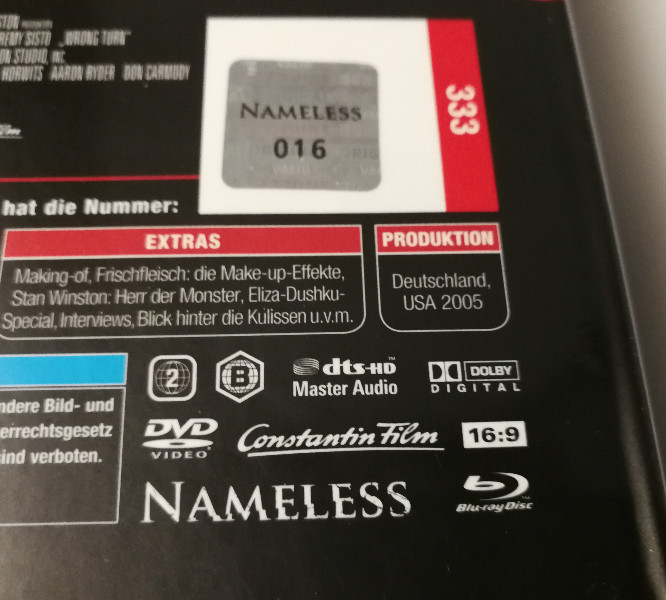 REMY SISTO „WRONG TURN"
ON STUDIO, INC.
HORWITS AARON RYDER DON CARMODY
NAMELESS
016
333
hat die Nummer:
EXTRAS
Making-of, Frischfleisch: die Make-up-Effekte,
Stan Winston: Herr der Monster, Eliza-Dushku-
Special, Interviews, Blick hinter die Kulissen u.v.m.
PRODUKTION
Deutschland,
USA 2005
2
B
dts-HD™
Master Audio
DOLBY
DIGITAL
ndere Bild- und
errechtsgesetz
ind verboten.
DVD
VIDEO
Constantin Film
16:9
NAMELESS
Blu-ray Disc